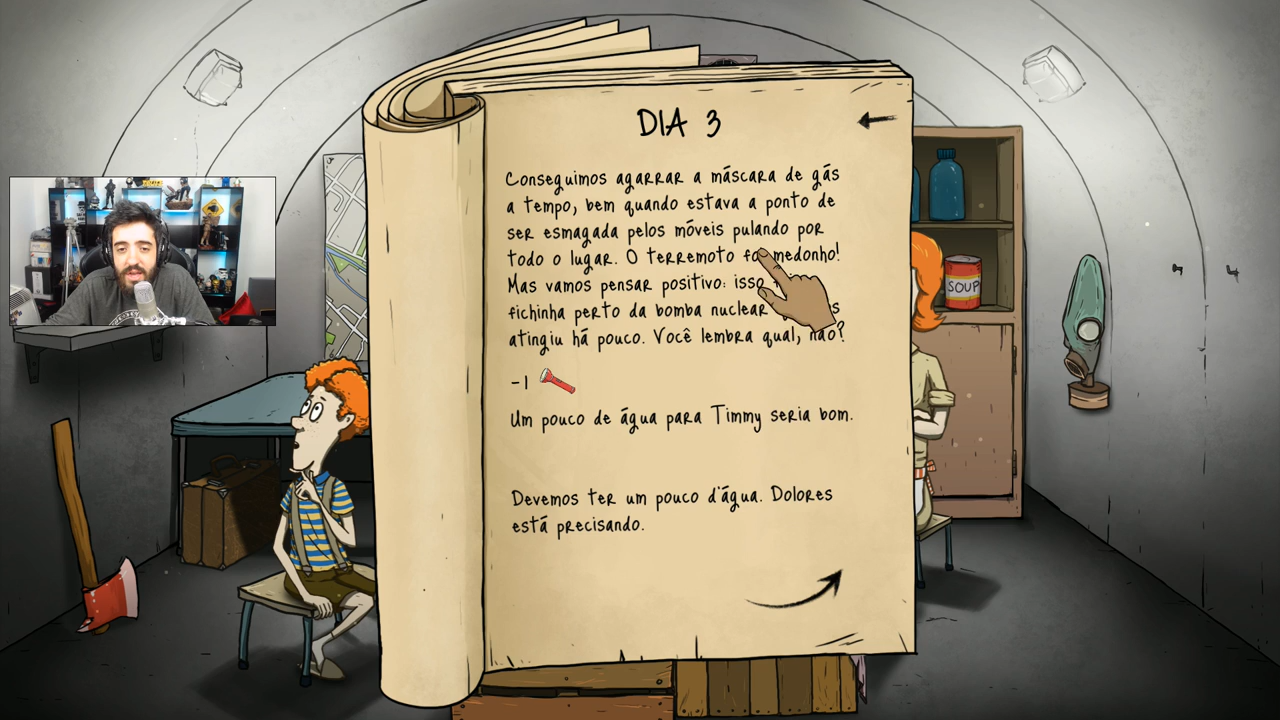 DIA 3
Conseguimos agarrar a máscara de gás
a tempo, bem quando estava a ponto de
ser esmagada pelos móveis pulando por
todo o lugar. O terremoto medonho!
Mas vamos pensar positivo: isso
fichinha perto da bomba nuclear
atingiu há pouco. Você lembra qual, não?
-1
Um pouco de água para Timmy seria bom.
Devemos ter um pouco d'água. Dolores
está precisando.
SOUP